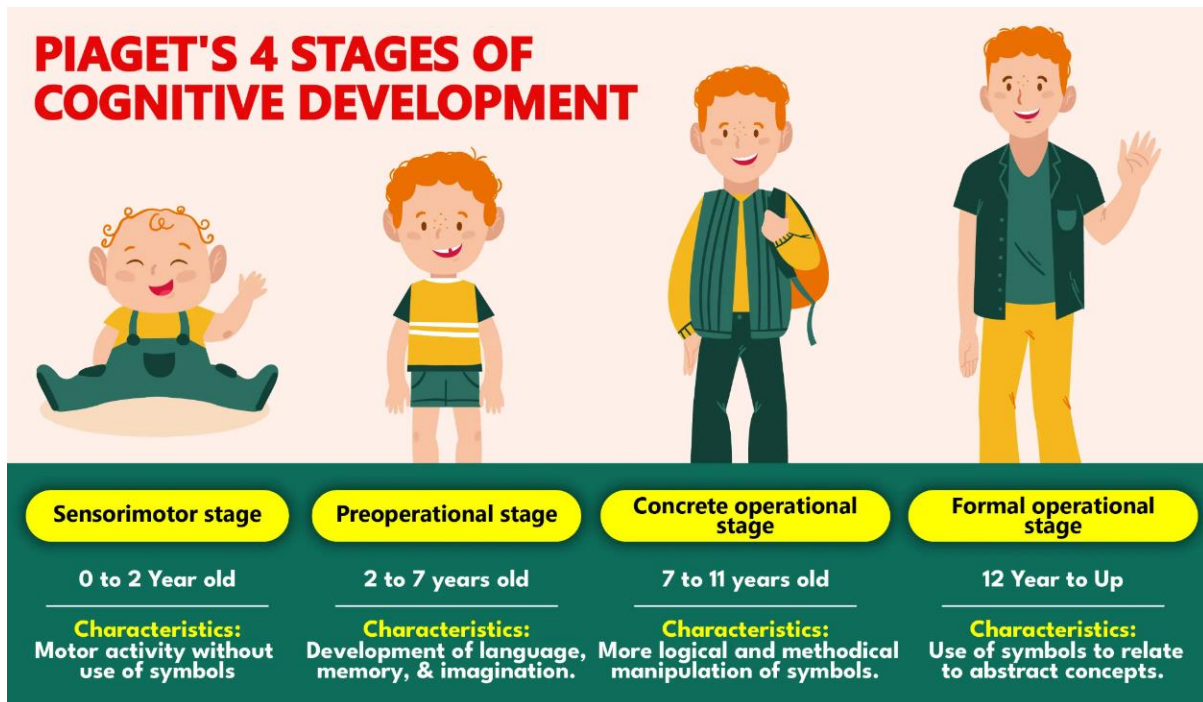 PIAGET'S 4 STAGES OF
COGNITIVE DEVELOPMENT
Sensorimotor stage
0 to 2 Year old
Characteristics:
Motor activity without
use of symbols
Preoperational stage
2 to 7 years old
Characteristics:
Development of language,
memory, & imagination.
Concrete operational
stage
7 to 11 years old
Characteristics:
More logical and methodical
manipulation of symbols.
Formal operational
stage
12 Year to Up
Characteristics:
Use of symbols to relate
to abstract concepts.